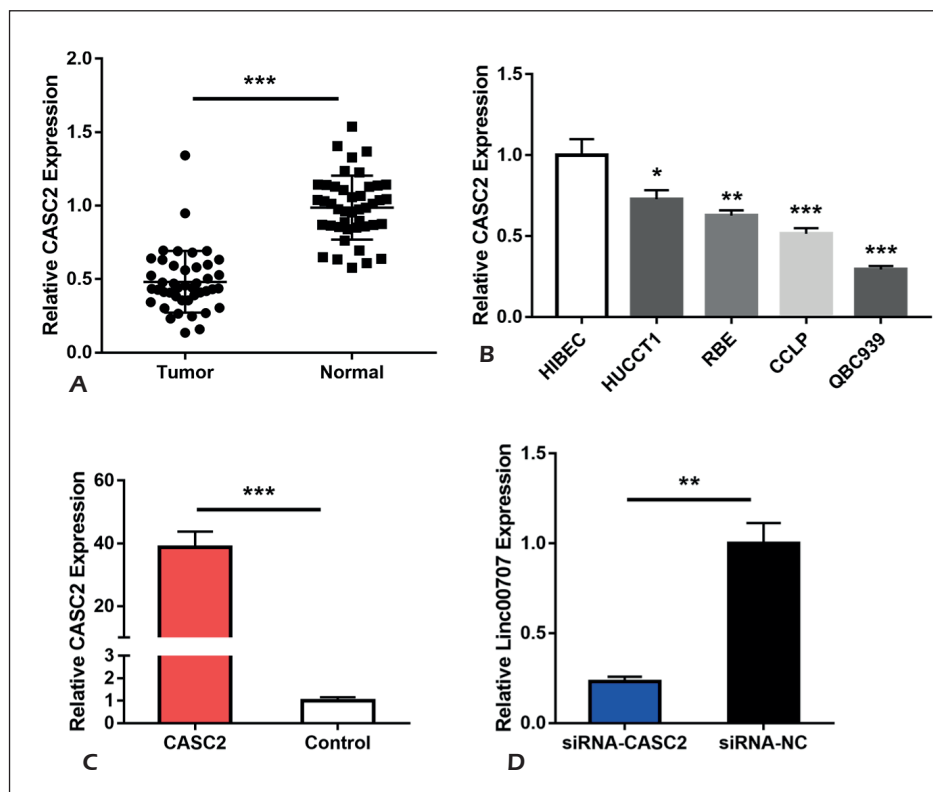 Relative CASC2 Expression
2.0
1.5
1.0
0.5
0.0
***
Tumor
Normal
A
Relative CASC2 Expression
1.5
1.0
0.5
0.0
*
**
***
***
HIBEC
HUCCT1
RBE
CCLP
QBC939
B
Relative CASC2 Expression
60
40
20
3
2
1
0
***
CASC2
Control
C
Relative Linc00707 Expression
1.5
1.0
0.5
0.0
**
siRNA-CASC2
siRNA-NC
D